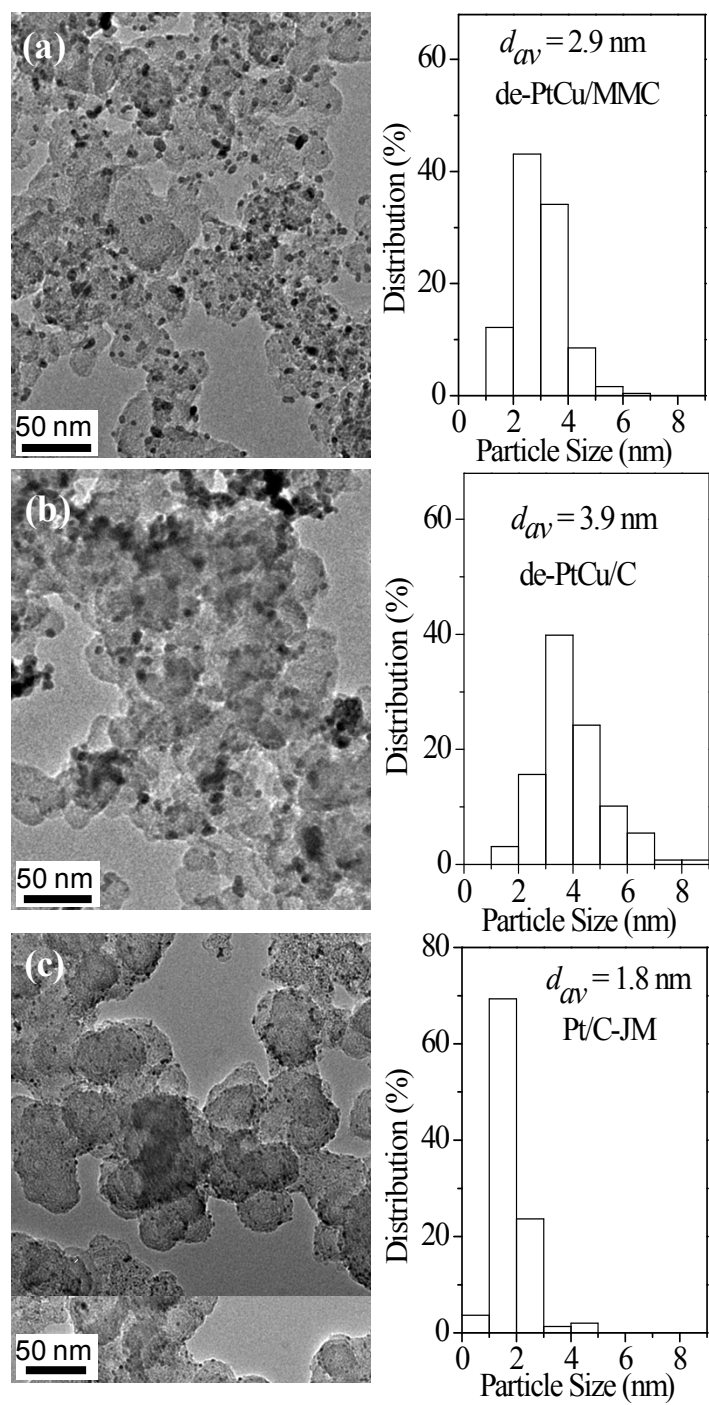 (a)
50 nm
d_av = 2.9 nm
de-PtCu/MMC
Distribution (%)
60
40
20
0
0 2 4 6 8
Particle Size (nm)
(b)
50 nm
d_av = 3.9 nm
de-PtCu/C
Distribution (%)
60
40
20
0
0 2 4 6 8
Particle Size (nm)
(c)
50 nm
d_av = 1.8 nm
Pt/C-JM
Distribution (%)
80
60
40
20
0
0 2 4 6 8
Particle Size (nm)